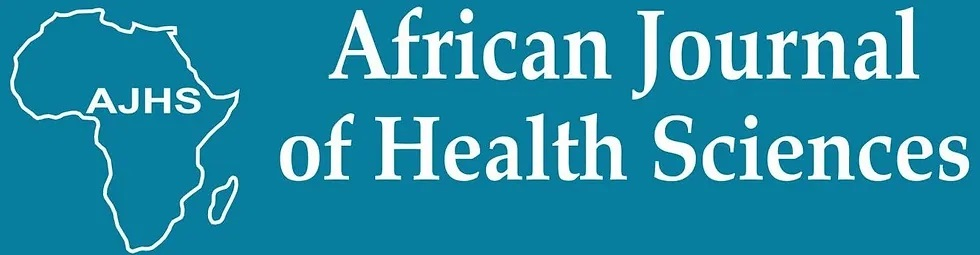 AJHS
African Journal
of Health Sciences